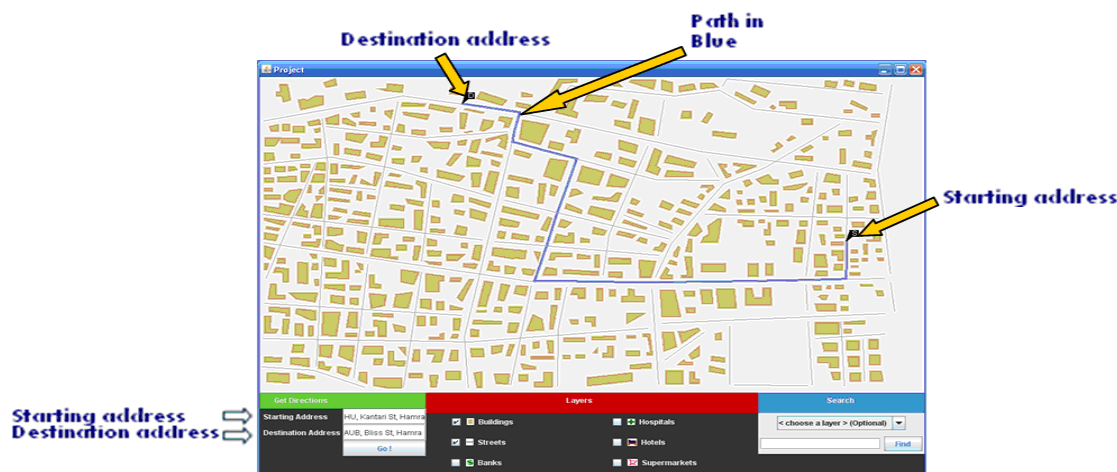 Path in
Blue
Destination address
Project
Starting address
Get Directions
Layers
Search
Starting address
Destination address
Starting Address
HU, Kantari St, Hamra
Destination Address
AUB, Bliss St, Hamra
Go !
Buildings
Hospitals
Streets
Hotels
Banks
Supermarkets
< choose a layer > (Optional)
Find